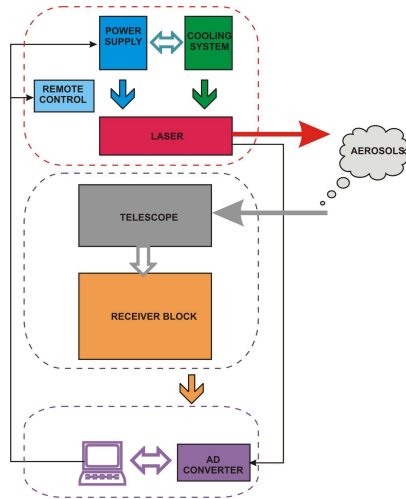 POWER
SUPPLY
COOLING
SYSTEM
REMOTE
CONTROL
LASER
AEROSOLS
TELESCOPE
RECEIVER BLOCK
AD
CONVERTER